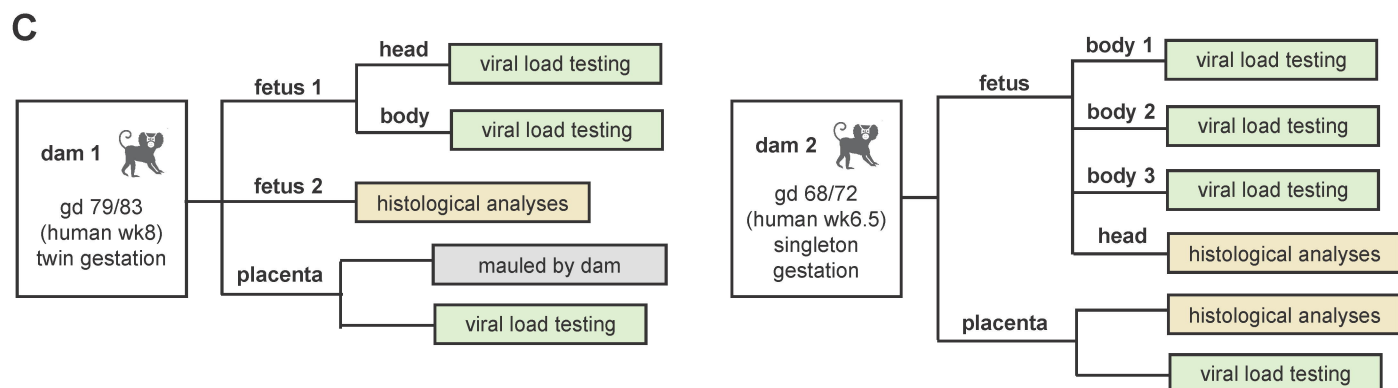 C
dam 1
gd 79/83
(human wk8)
twin gestation
fetus 1
head
viral load testing
body
viral load testing
fetus 2
histological analyses
placenta
mauled by dam
viral load testing
dam 2
gd 68/72
(human wk6.5)
singleton
gestation
fetus
body 1
viral load testing
body 2
viral load testing
body 3
viral load testing
head
histological analyses
placenta
histological analyses
viral load testing